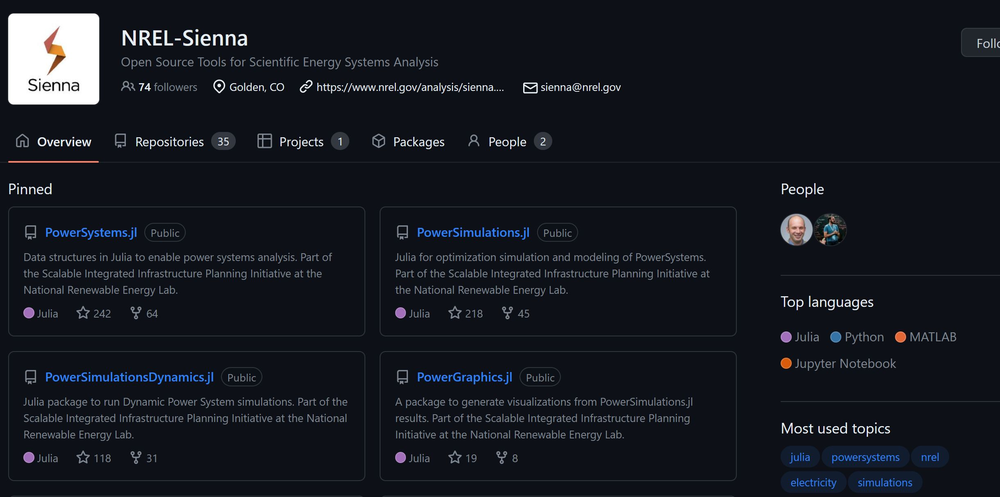 Sienna
NREL-Sienna
Open Source Tools for Scientific Energy Systems Analysis
74 followers
Golden, CO
https://www.nrel.gov/analysis/sienna....
sienna@nrel.gov
Follo
Overview
Repositories 35
Projects 1
Packages
People 2
Pinned
PowerSystems.jl Public
Data structures in Julia to enable power systems analysis. Part of
the Scalable Integrated Infrastructure Planning Initiative at the
National Renewable Energy Lab.
Julia 242 64
PowerSimulations.jl Public
Julia for optimization simulation and modeling of PowerSystems.
Part of the Scalable Integrated Infrastructure Planning Initiative at
the National Renewable Energy Lab.
Julia 218 45
PowerSimulationsDynamics.jl Public
Julia package to run Dynamic Power System simulations. Part of the
Scalable Integrated Infrastructure Planning Initiative at the National
Renewable Energy Lab.
Julia 118 31
PowerGraphics.jl Public
A package to generate visualizations from PowerSimulations.jl
results. Part of the Scalable Integrated Infrastructure Planning
Initiative at the National Renewable Energy Lab.
Julia 19 8
People
Top languages
Julia Python MATLAB
Jupyter Notebook
Most used topics
julia powersystems nrel
electricity simulations